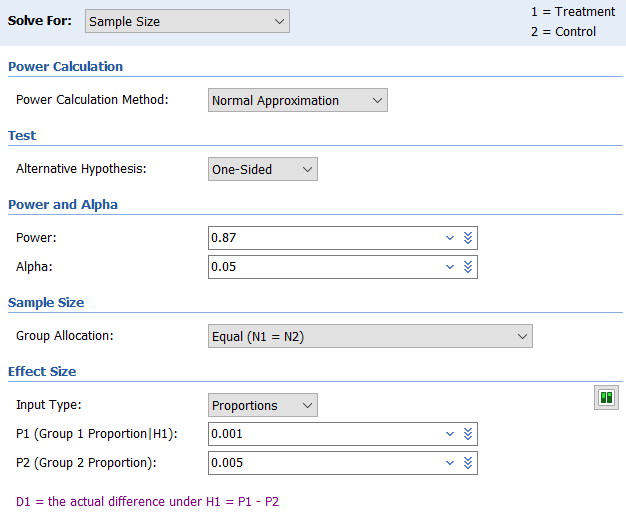 Solve For: Sample Size 1 = Treatment
2 = Control
Power Calculation
Power Calculation Method: Normal Approximation
Test
Alternative Hypothesis: One-Sided
Power and Alpha
Power: 0.87
Alpha: 0.05
Sample Size
Group Allocation: Equal (N1 = N2)
Effect Size
Input Type: Proportions
P1 (Group 1 Proportion|H1): 0.001
P2 (Group 2 Proportion): 0.005
D1 = the actual difference under H1 = P1 - P2